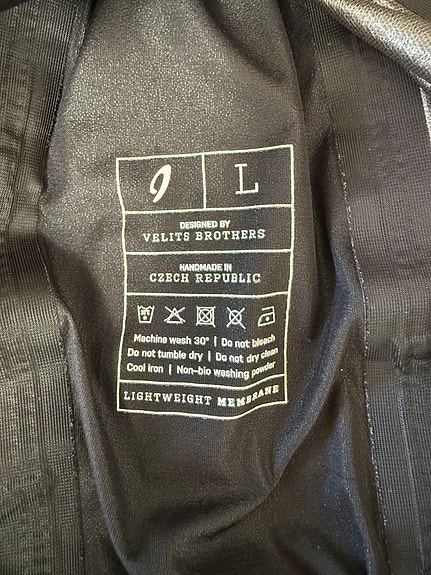 L
DESIGNED BY
VELITS BROTHERS
HANDMADE IN
CZECH REPUBLIC
Machine wash 30° | Do not bleach
Do not tumble dry | Do not dry clean
Cool iron | Non-bio washing powder
LIGHTWEIGHT MEMBRANE